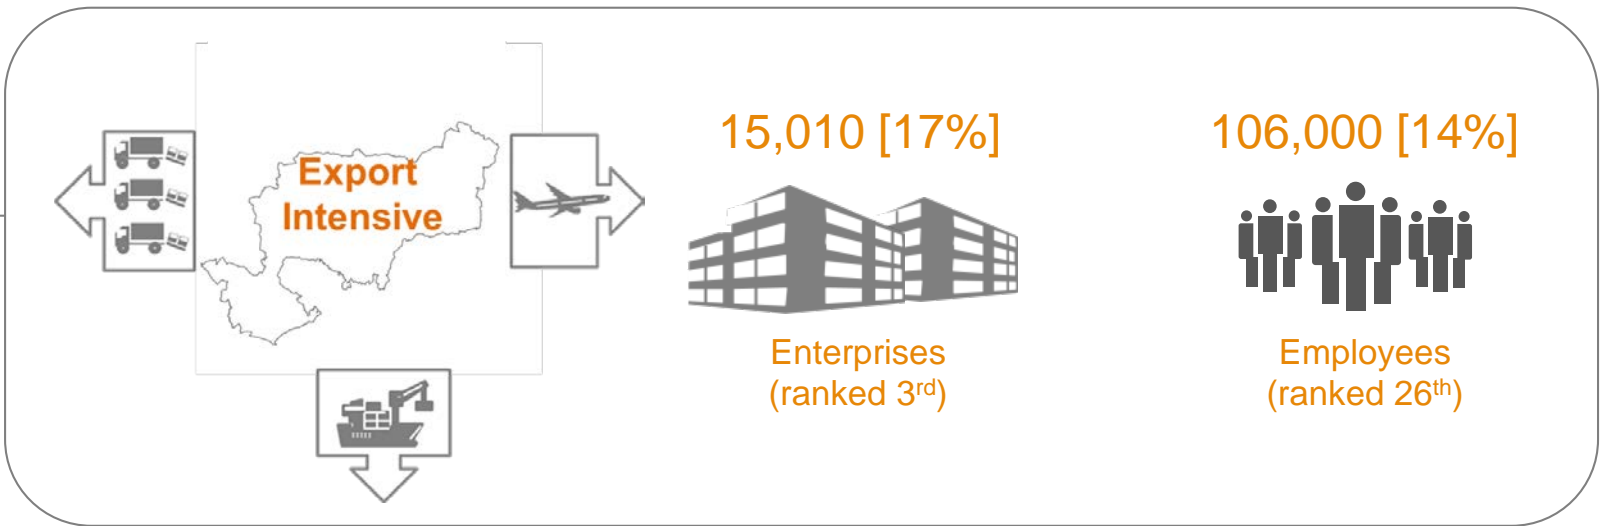 Export
Intensive
15,010 [17%]
Enterprises
(ranked 3rd)
106,000 [14%]
Employees
(ranked 26th)